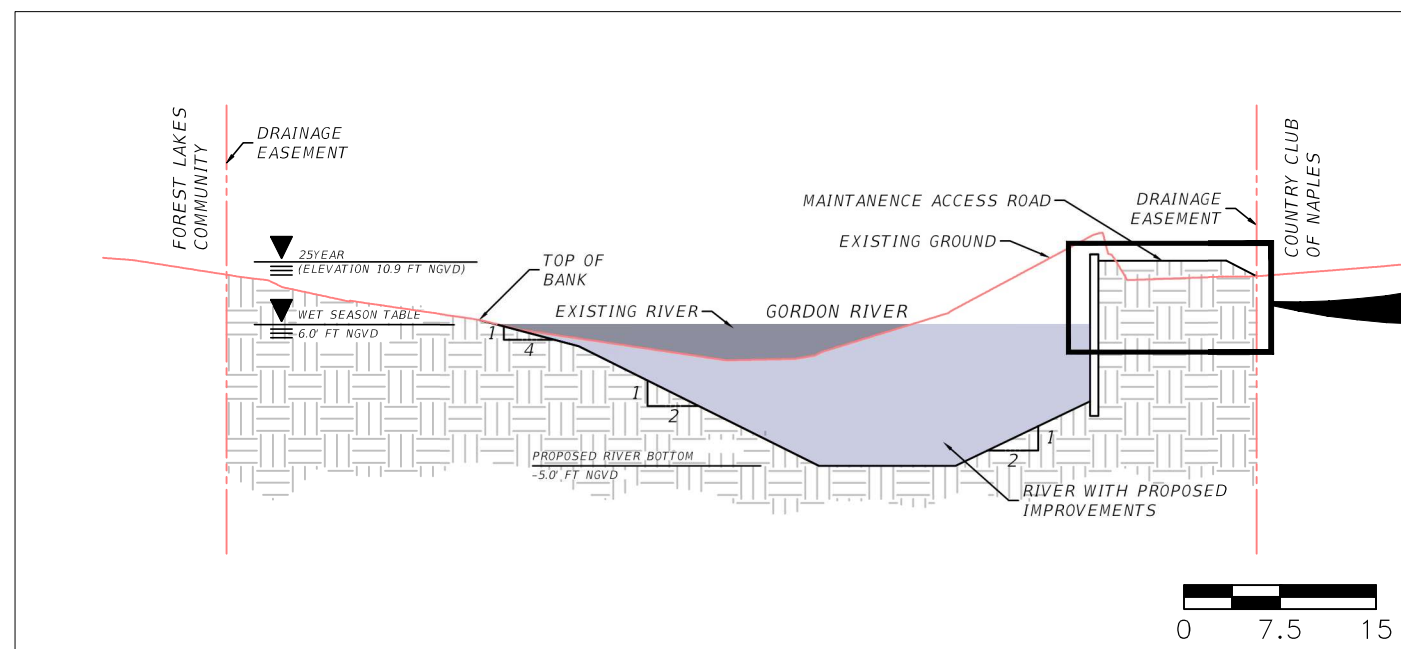 FOREST LAKES
COMMUNITY
DRAINAGE
EASEMENT
25YEAR
(ELEVATION 10.9 FT NGVD)
WET SEASON TABLE
6.0' FT NGVD
TOP OF
BANK
EXISTING RIVER
GORDON RIVER
MAINTANENCE ACCESS ROAD
EXISTING GROUND
DRAINAGE
EASEMENT
COUNTRY CLUB
OF NAPLES
1
4
1
2
PROPOSED RIVER BOTTOM
-5.0' FT NGVD
1
2
RIVER WITH PROPOSED
IMPROVEMENTS
0 7.5 15